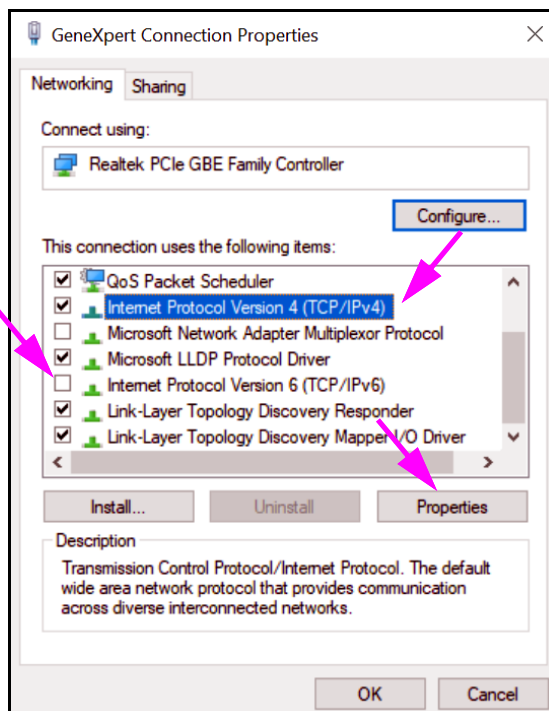 GeneXpert Connection Properties
Networking
Sharing
Connect using:
Realtek PCIe GBE Family Controller
Configure...
This connection uses the following items:
QoS Packet Scheduler
Internet Protocol Version 4 (TCP/IPv4)
Microsoft Network Adapter Multiplexor Protocol
Microsoft LLDP Protocol Driver
Internet Protocol Version 6 (TCP/IPv6)
Link-Layer Topology Discovery Responder
Link-Layer Topology Discovery Mapper I/O Driver
Install...
Uninstall
Properties
Description
Transmission Control Protocol/Internet Protocol. The default
wide area network protocol that provides communication
across diverse interconnected networks.
OK
Cancel